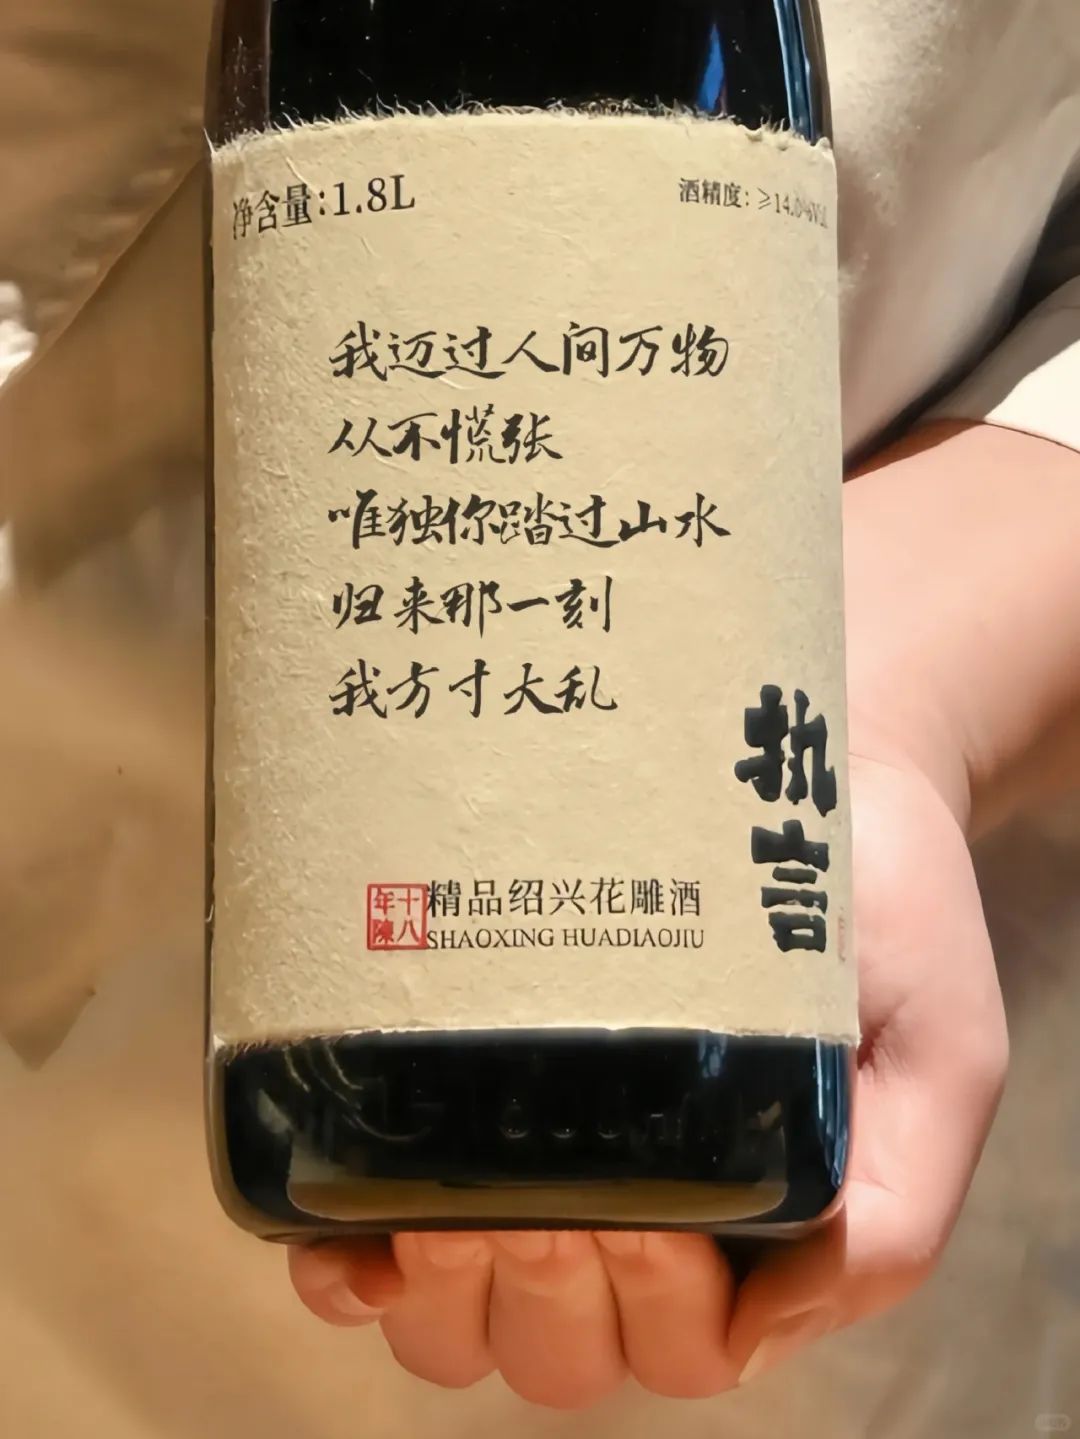 净含量:1.8L
酒精度:≥14.0%Vol
我迈过人间万物
从不慌张
唯独你踏过山水
归来那一刻
我方寸大乱
执言
十八年陳
精品绍兴花雕酒
SHAOXING HUADIAOJIU